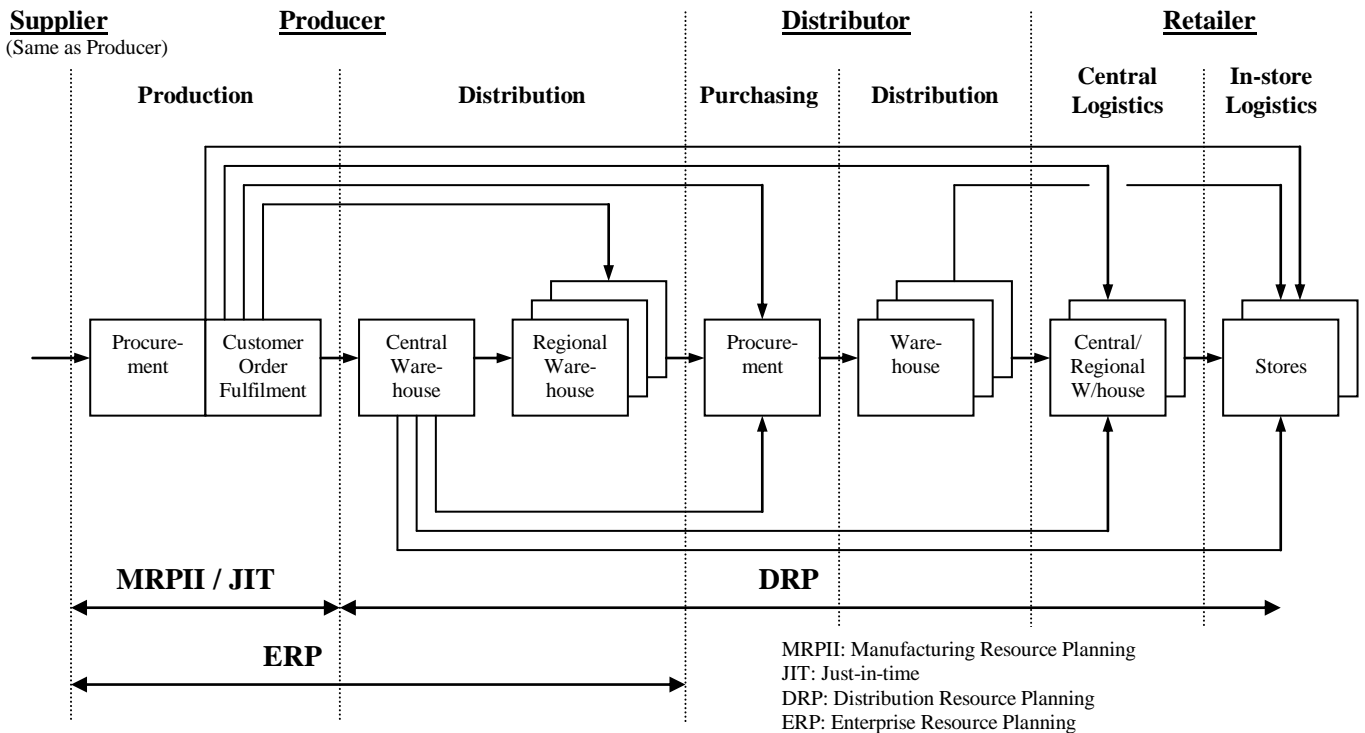 Supplier
(Same as Producer)
Producer
Distributor
Retailer
Production
Distribution
Purchasing
Distribution
Central
Logistics
In-store
Logistics
Procure-
ment
Customer
Order
Fulfilment
Central
Ware-
house
Regional
Ware-
house
Procure-
ment
Ware-
house
Central/
Regional
W/house
Stores
MRPII / JIT
DRP
ERP
MRPII: Manufacturing Resource Planning
JIT: Just-in-time
DRP: Distribution Resource Planning
ERP: Enterprise Resource Planning